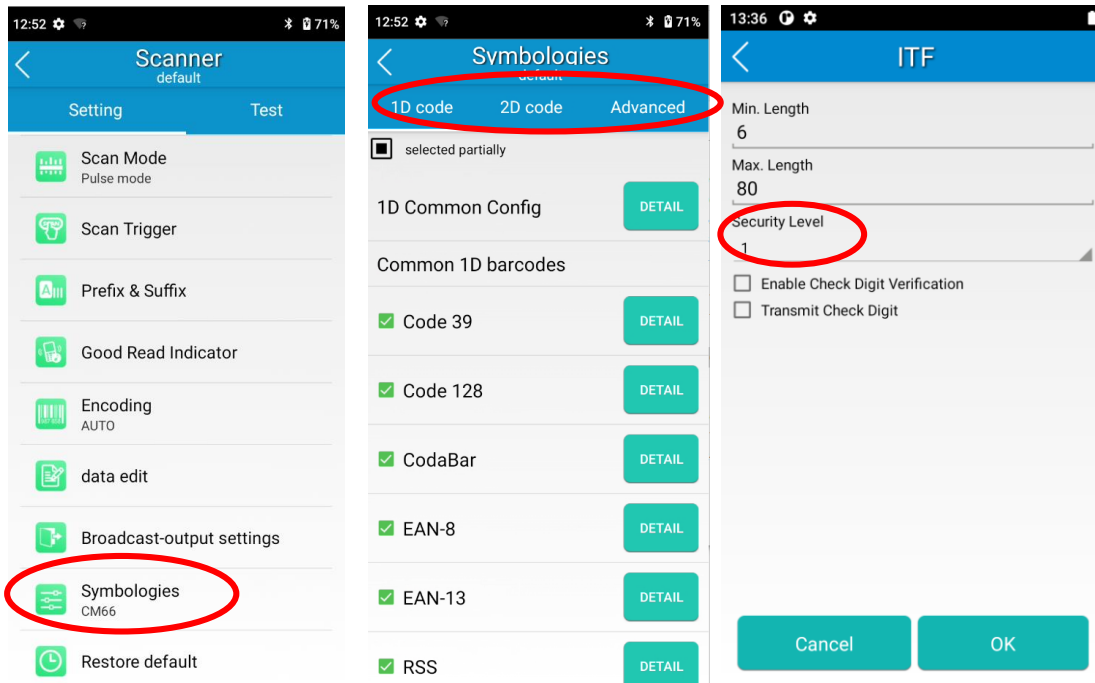 12:52 71%
Scanner
default
Setting Test
Scan Mode
Pulse mode
Scan Trigger
Prefix & Suffix
Good Read Indicator
Encoding
AUTO
data edit
Broadcast-output settings
Symbologies
CM66
Restore default
12:52 71%
Symbologies
default
1D code 2D code Advanced
selected partially
1D Common Config DETAIL
Common 1D barcodes
Code 39 DETAIL
Code 128 DETAIL
CodaBar DETAIL
EAN-8 DETAIL
EAN-13 DETAIL
RSS DETAIL
13:36
ITF
Min. Length
6
Max. Length
80
Security Level
1
Enable Check Digit Verification
Transmit Check Digit
Cancel OK